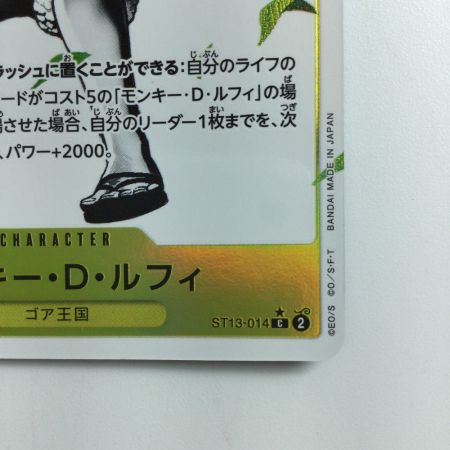 ラッシュに置くことができる:自分のライフの
ードがコスト5の「モンキー・D・ルフィ」の場
場させた場合、自分のリーダー1枚までを、次
、パワー+2000。
CHARACTER
キー・D・ルフィ
ゴア王国
ST13-014 C 2
©E.O/S ©O/S・F・T BANDAI MADE IN JAPAN